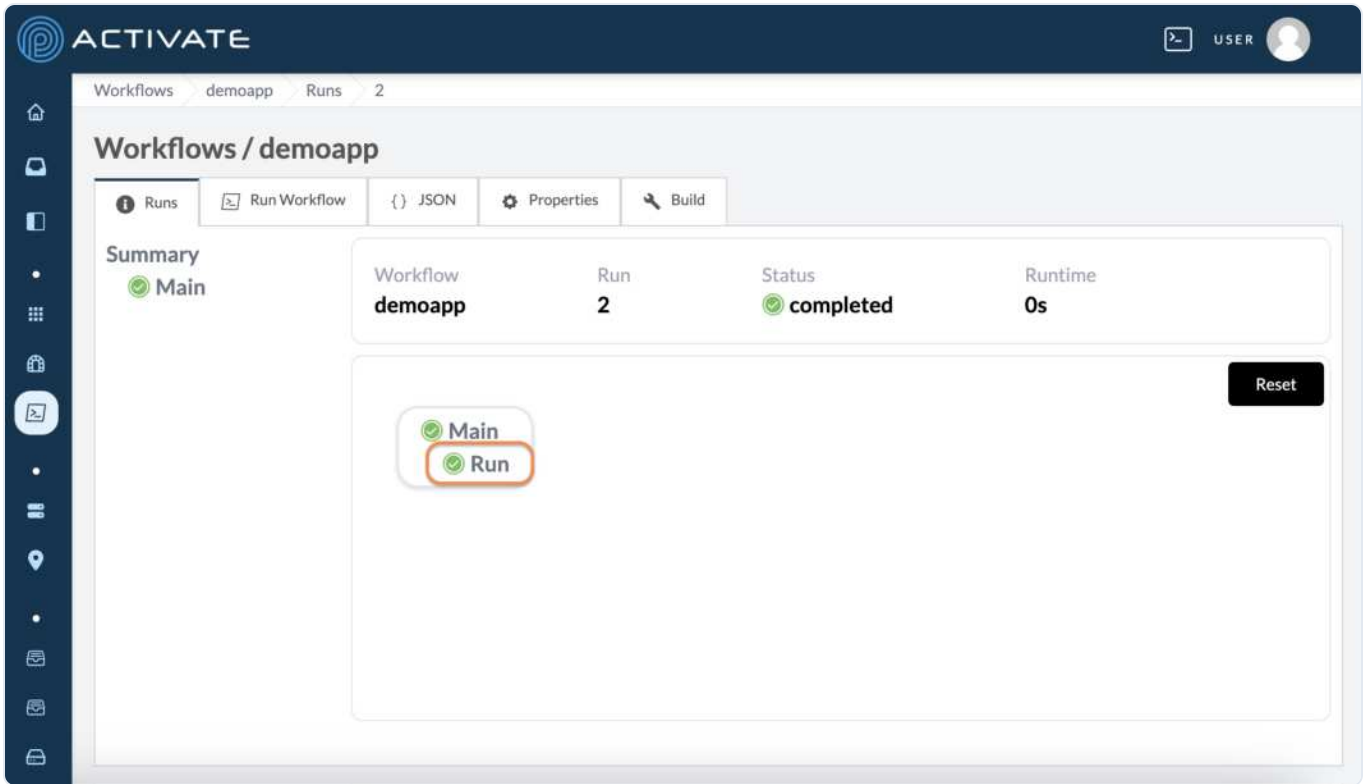 ACTIVATE
USER
Workflows demoapp Runs 2
Workflows / demoapp
Runs Run Workflow {} JSON Properties Build
Summary
Main
Workflow Run Status Runtime
demoapp 2 completed 0s
Reset
Main
Run